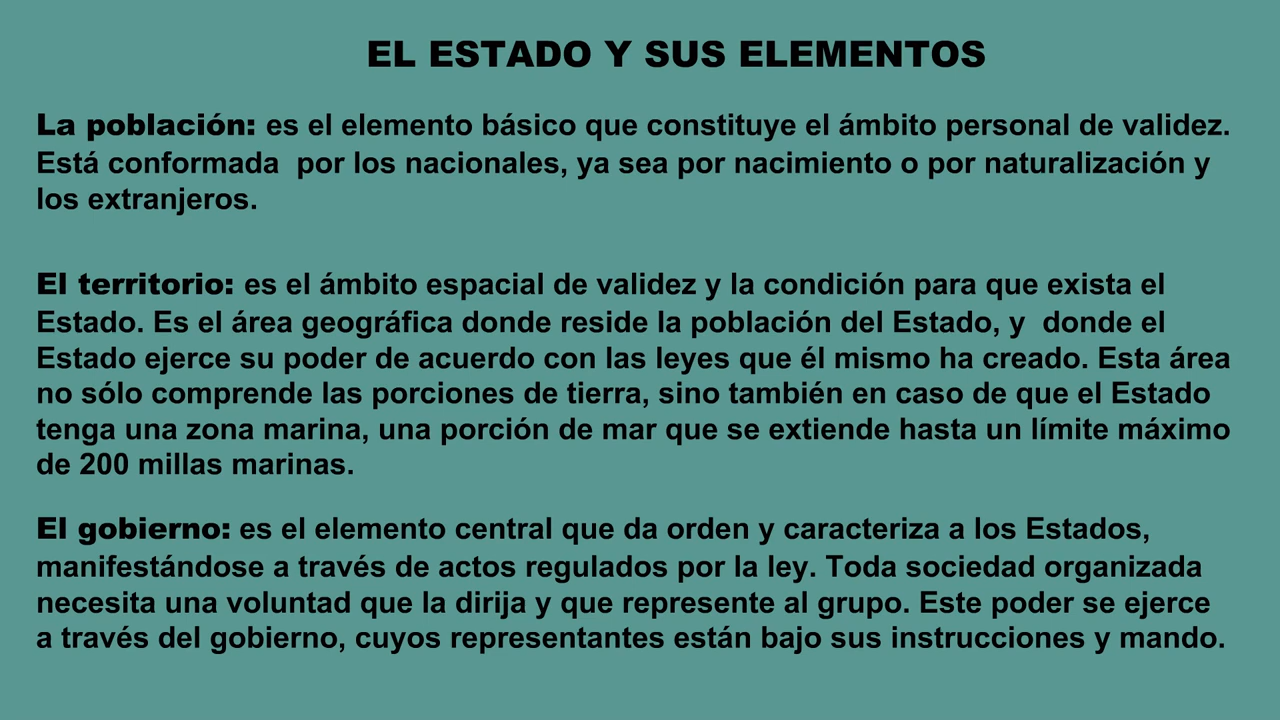 EL ESTADO Y SUS ELEMENTOS
La población: es el elemento básico que constituye el ámbito personal de validez.
Está conformada  por los nacionales, ya sea por nacimiento o por naturalización y
los extranjeros.
El territorio: es el ámbito espacial de validez y la condición para que exista el
Estado. Es el área geográfica donde reside la población del Estado, y  donde el
Estado ejerce su poder de acuerdo con las leyes que él mismo ha creado. Esta área
no sólo comprende las porciones de tierra, sino también en caso de que el Estado
tenga una zona marina, una porción de mar que se extiende hasta un límite máximo
de 200 millas marinas.
El gobierno: es el elemento central que da orden y caracteriza a los Estados,
manifestándose a través de actos regulados por la ley. Toda sociedad organizada
necesita una voluntad que la dirija y que represente al grupo. Este poder se ejerce
a través del gobierno, cuyos representantes están bajo sus instrucciones y mando.